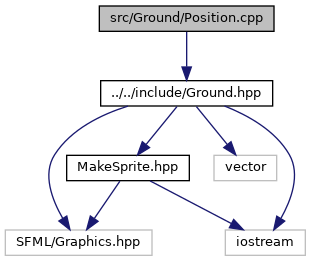 src/Ground/Position.cpp
../../include/Ground.hpp
MakeSprite.hpp
vector
SFML/Graphics.hpp
iostream